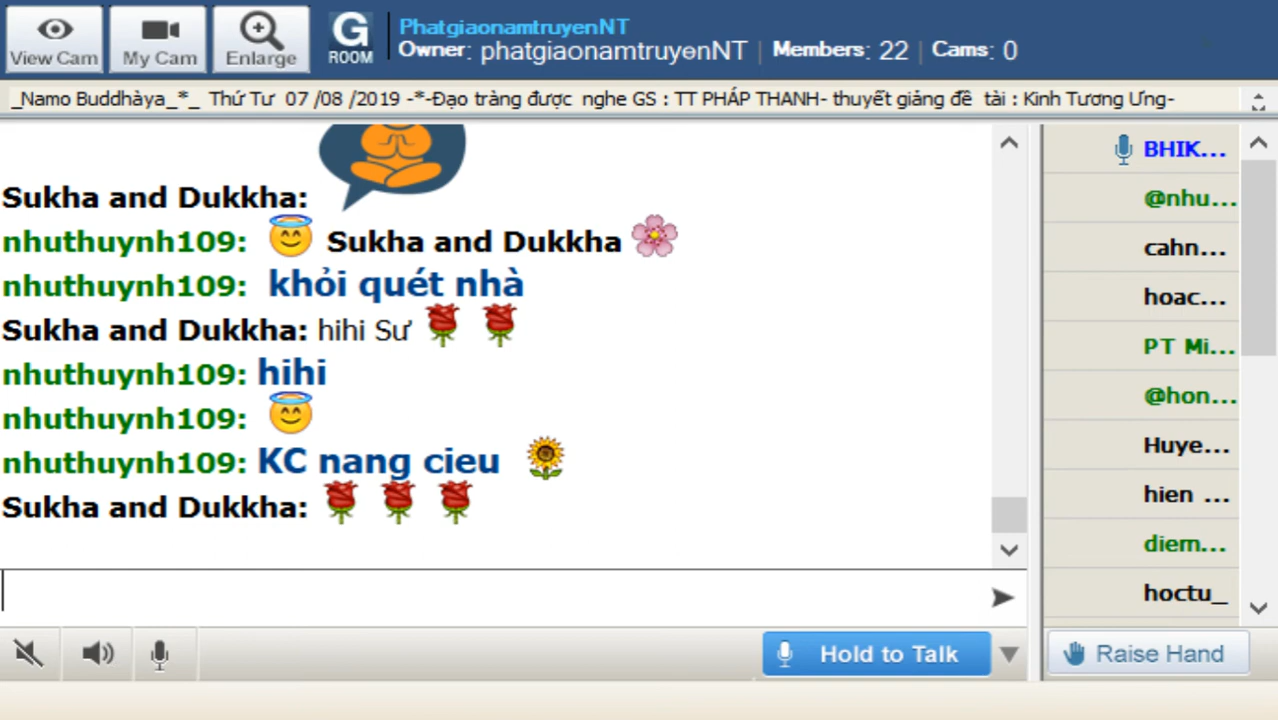 View Cam
My Cam
Enlarge
G
ROOM
PhatgiaonamtruyenNT
Owner: phatgiaonamtruyenNT | Members: 22 | Cams: 0
_Namo Buddhàya_*_ Thứ Tư 07 /08 /2019 -*-Đạo tràng được nghe GS : TT PHÁP THANH- thuyết giảng đề tài : Kinh Tương Ưng-
Sukha and Dukkha:
nhuthuynh109: Sukha and Dukkha
nhuthuynh109: khỏi quét nhà
Sukha and Dukkha: hihi Sư
nhuthuynh109: hihi
nhuthuynh109:
nhuthuynh109: KC nang cieu
Sukha and Dukkha:
BHIK...
@nhu...
cahn...
hoac...
PT Mi...
@hon...
Huye...
hien ...
diem...
hoctu_
Hold to Talk
Raise Hand